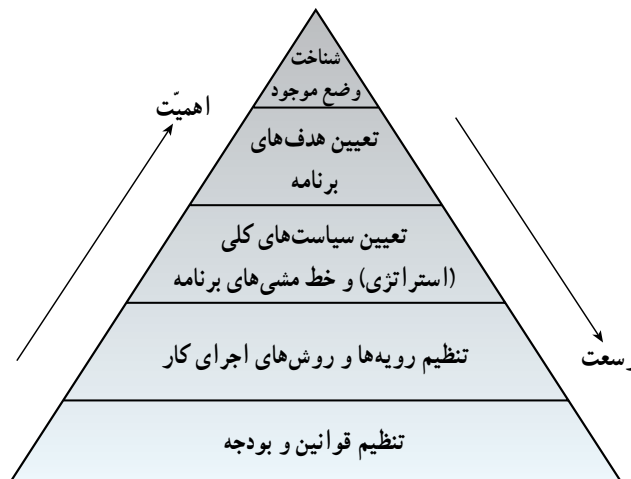 شناخت
وضع موجود
اهمیّت
تعیین هدف‌های
برنامه
تعیین سیاست‌های کلی
(استراتژی) و خط مشی‌های برنامه
تنظیم رویه‌ها و روش‌های اجرای کار
وسعت
تنظیم قوانین و بودجه